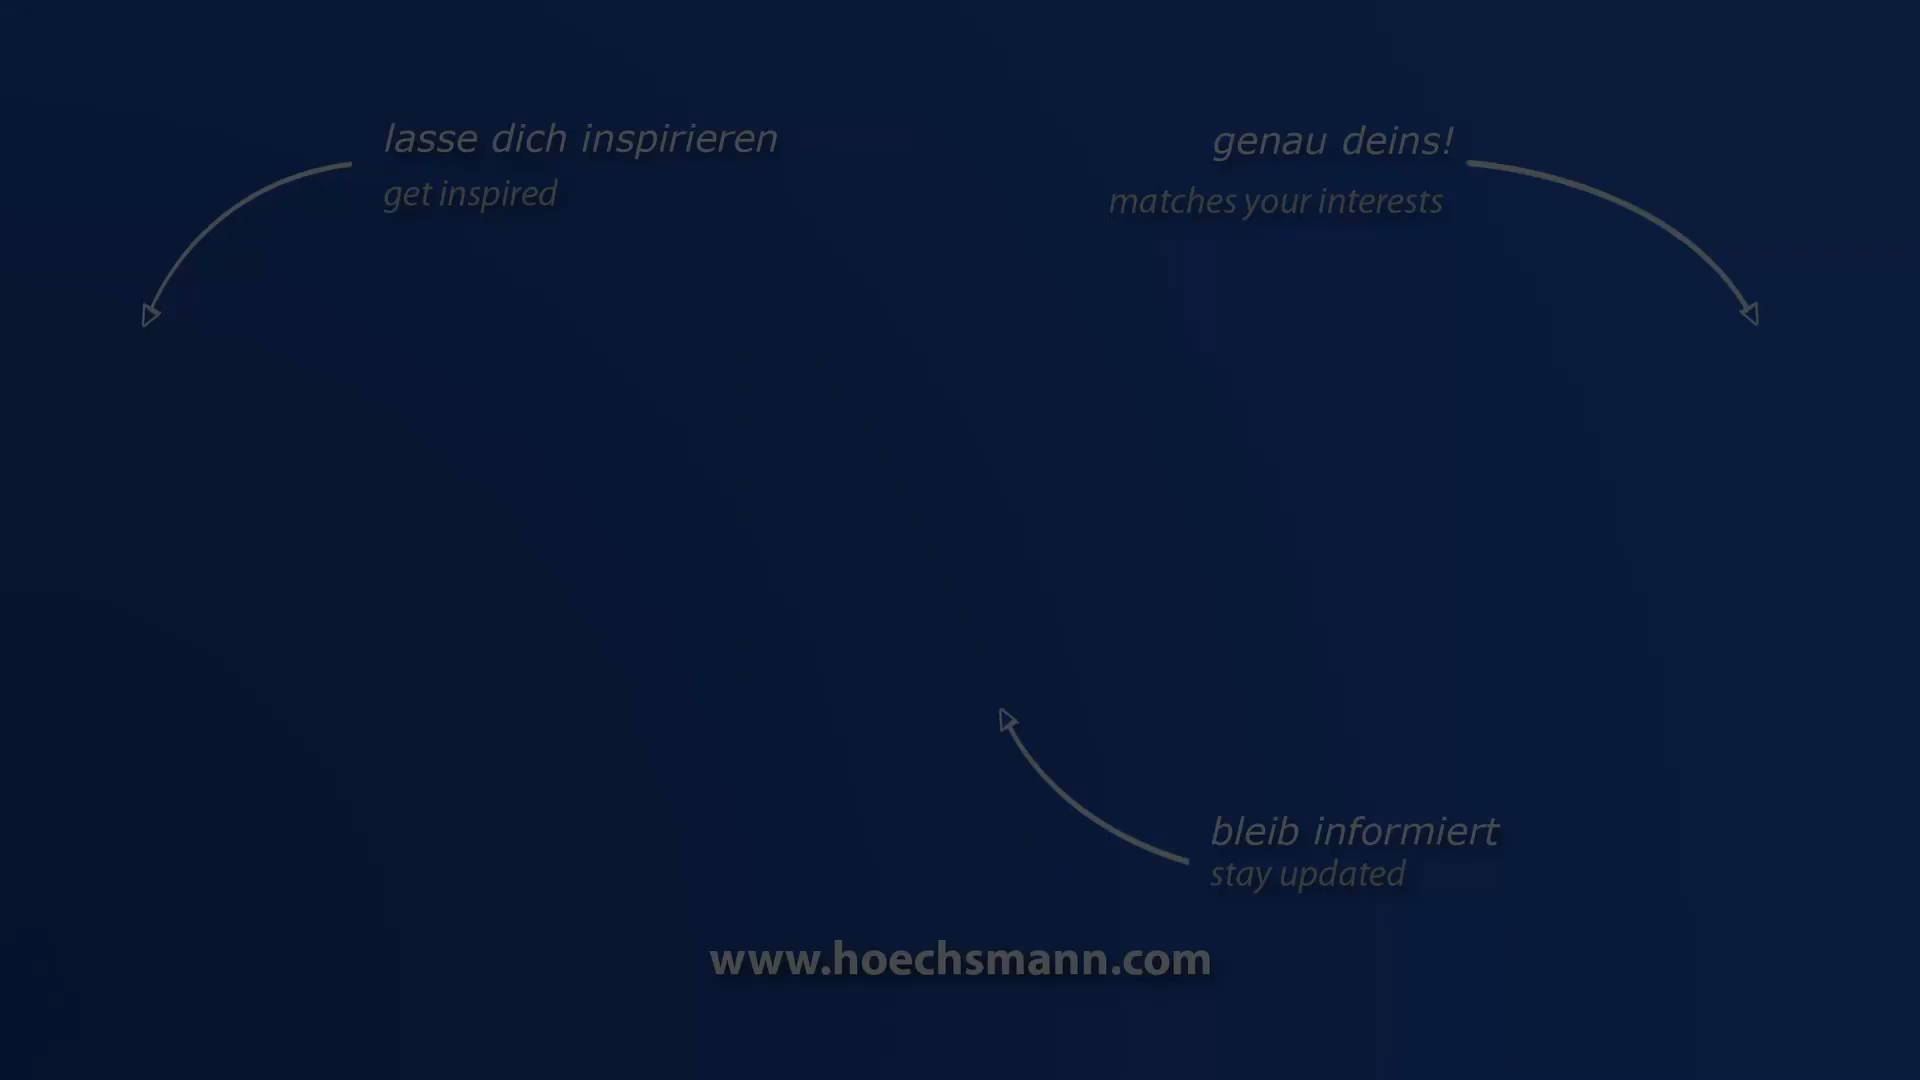 lasse dich inspirieren
get inspired
genau deins!
matches your interests
bleib informiert
stay updated
www.hoechsmann.com